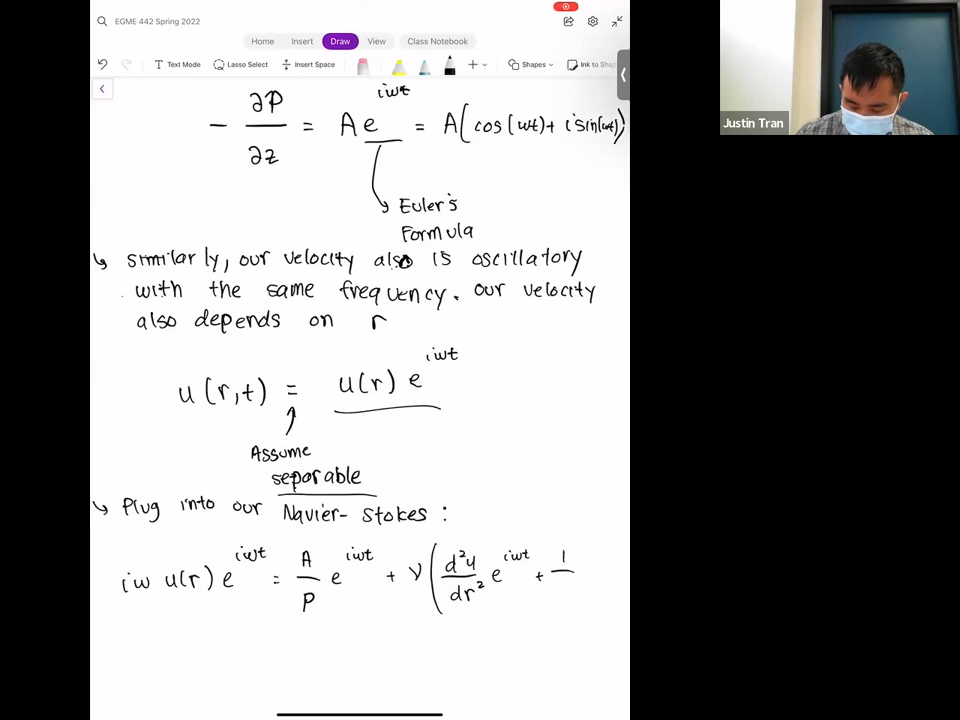 EGME 442 Spring 2022
Home Insert Draw View Class Notebook
Text Mode Lasso Select Insert Space Shapes Ink to Shap
- ∂P/∂z = A e^{iωt} = A(cos(ωt) + i sin(ωt))
Euler's
Formula
Justin Tran
similarly, our velocity also is oscillatory
with the same frequency. our velocity
also depends on r
u(r,t) = u(r) e^{iωt}
Assume
separable
Plug into our Navier-Stokes:
iω u(r) e^{iωt} = A/ρ e^{iωt} + ν(d²u/dr² e^{iωt} + 1